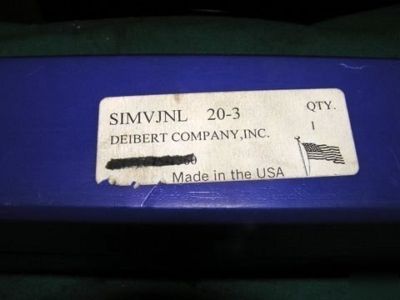 SIMVJNL 20-3 QTY.
DEIBERT COMPANY,INC. 1
Made in the USA